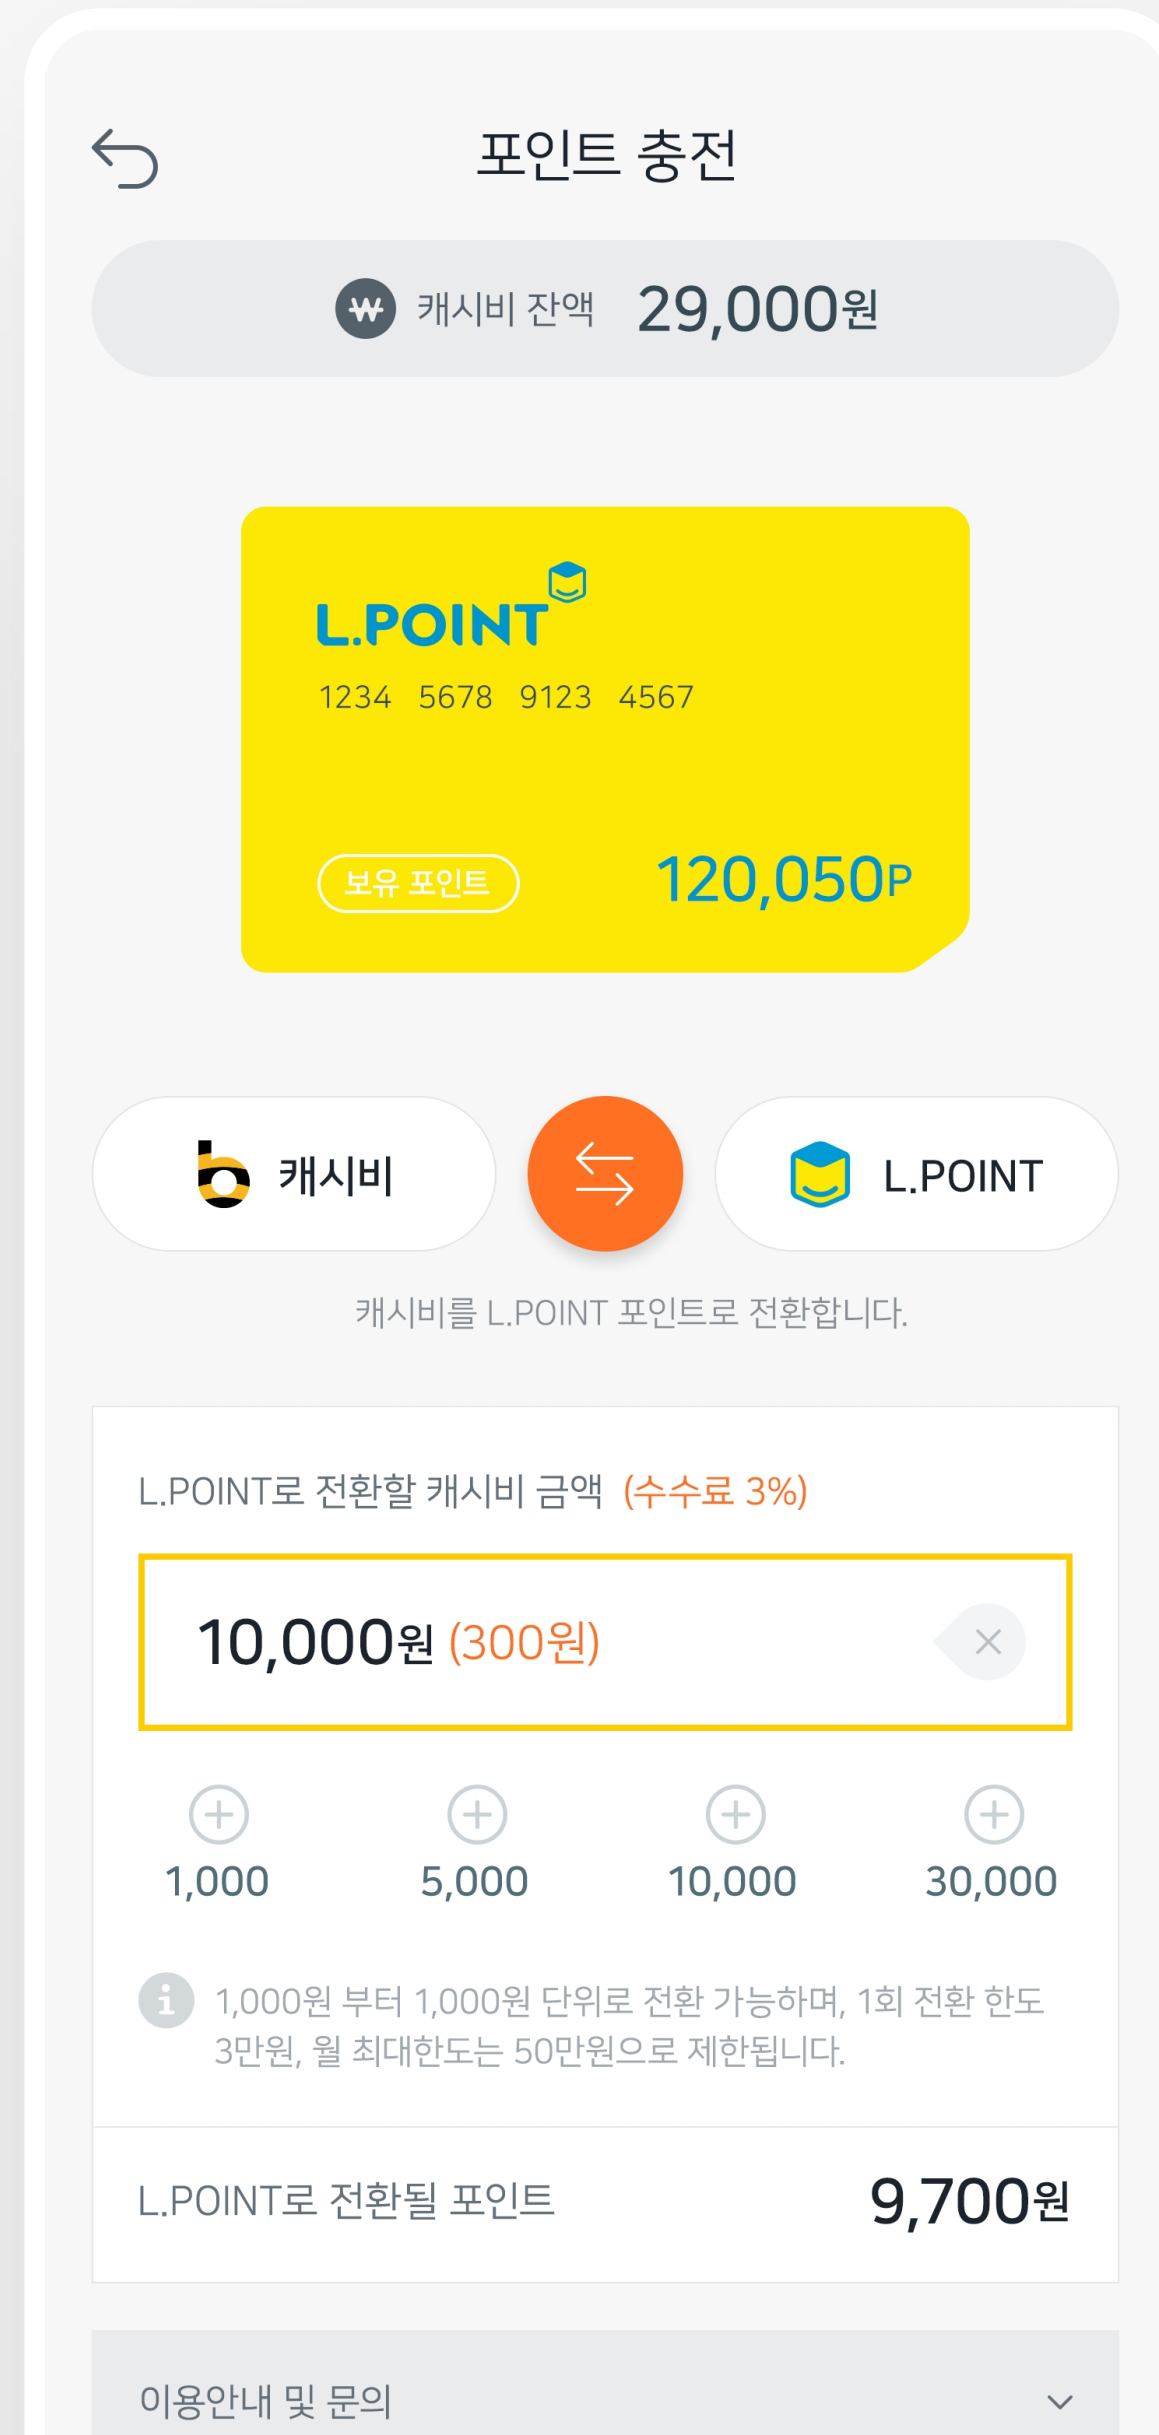 포인트 충전
캐시비 잔액 29,000원
L.POINT
1234 5678 9123 4567
보유 포인트 120,050P
캐시비 L.POINT
캐시비를 L.POINT 포인트로 전환합니다.
L.POINT로 전환할 캐시비 금액 (수수료 3%)
10,000원 (300원)
1,000 5,000 10,000 30,000
1,000원 부터 1,000원 단위로 전환 가능하며, 1회 전환 한도
3만원, 월 최대한도는 50만원으로 제한됩니다.
L.POINT로 전환될 포인트 9,700원
이용안내 및 문의